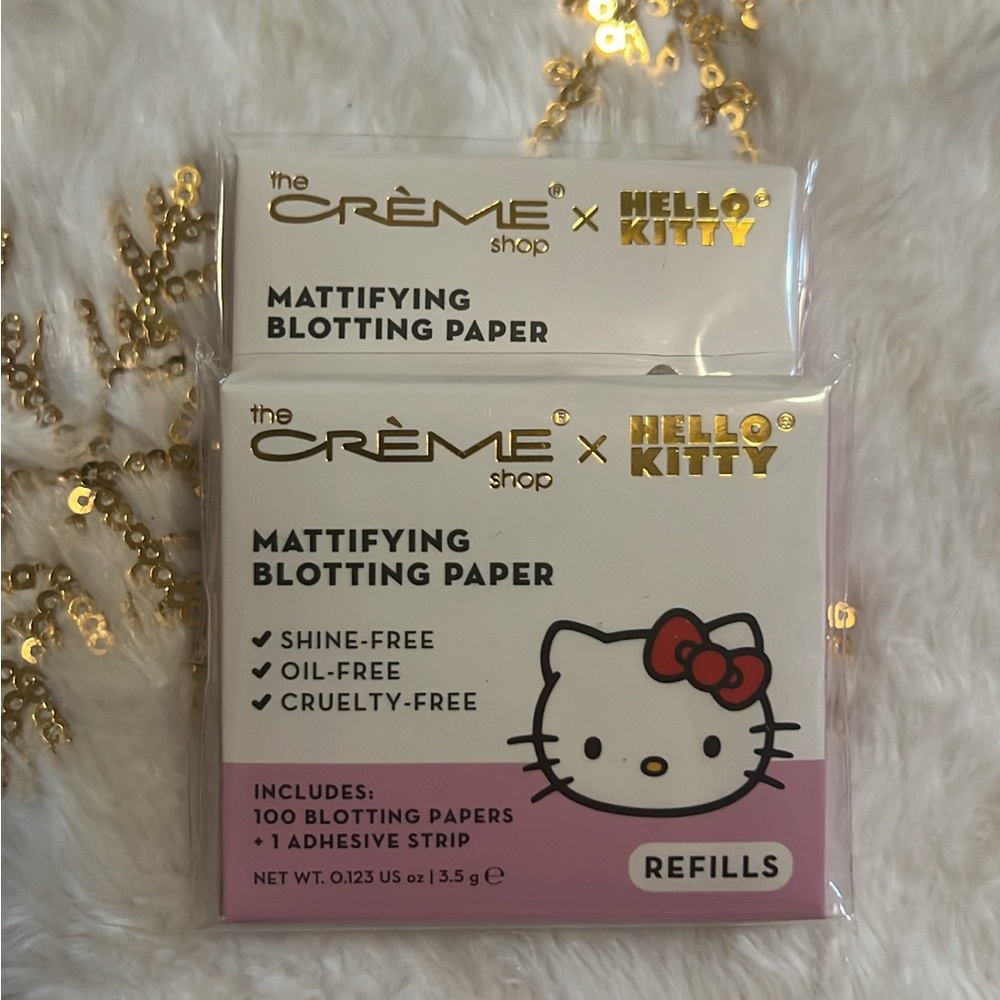 the
CRÈME® × HELLO® KITTY
shop
MATTIFYING
BLOTTING PAPER
the
CRÈME® × HELLO® KITTY
shop
MATTIFYING
BLOTTING PAPER
✔ SHINE-FREE
✔ OIL-FREE
✔ CRUELTY-FREE
INCLUDES:
100 BLOTTING PAPERS
+ 1 ADHESIVE STRIP
NET WT. 0.123 US oz | 3.5 g ℮
REFILLS